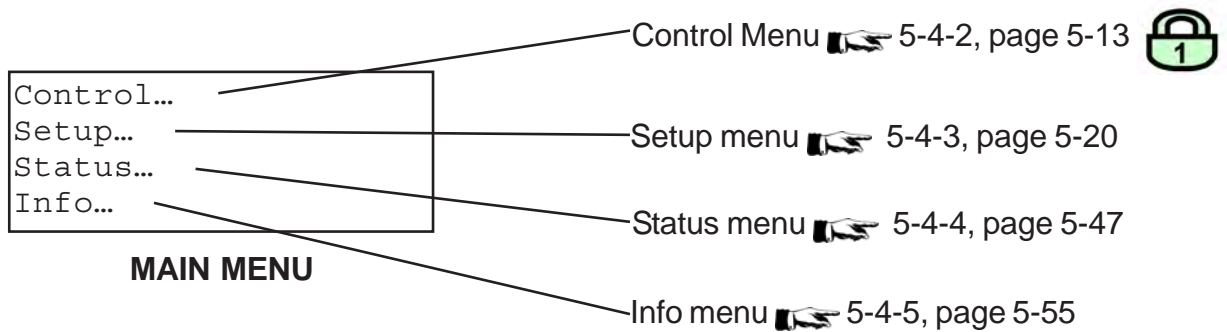 Control…
Setup…
Status…
Info…
MAIN MENU
Control Menu 5-4-2, page 5-13
1
Setup menu 5-4-3, page 5-20
Status menu 5-4-4, page 5-47
Info menu 5-4-5, page 5-55